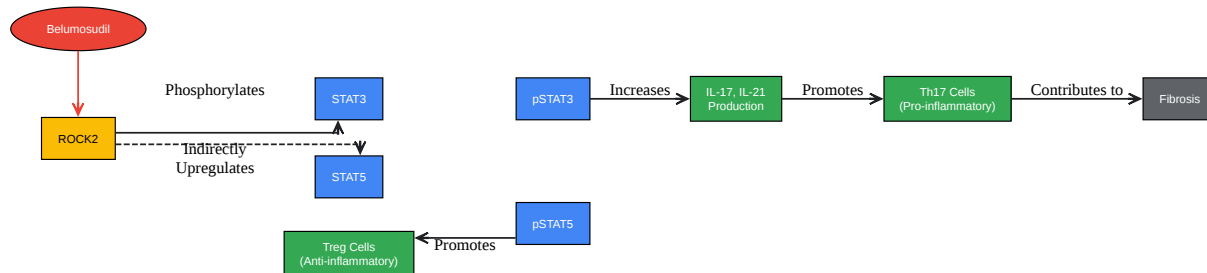 Belumosudil
Phosphorylates
STAT3
pSTAT3
Increases
IL-17, IL-21
Production
Promotes
Th17 Cells
(Pro-inflammatory)
Contributes to
Fibrosis
ROCK2
Indirectly
Upregulates
STAT5
pSTAT5
Promotes
Treg Cells
(Anti-inflammatory)